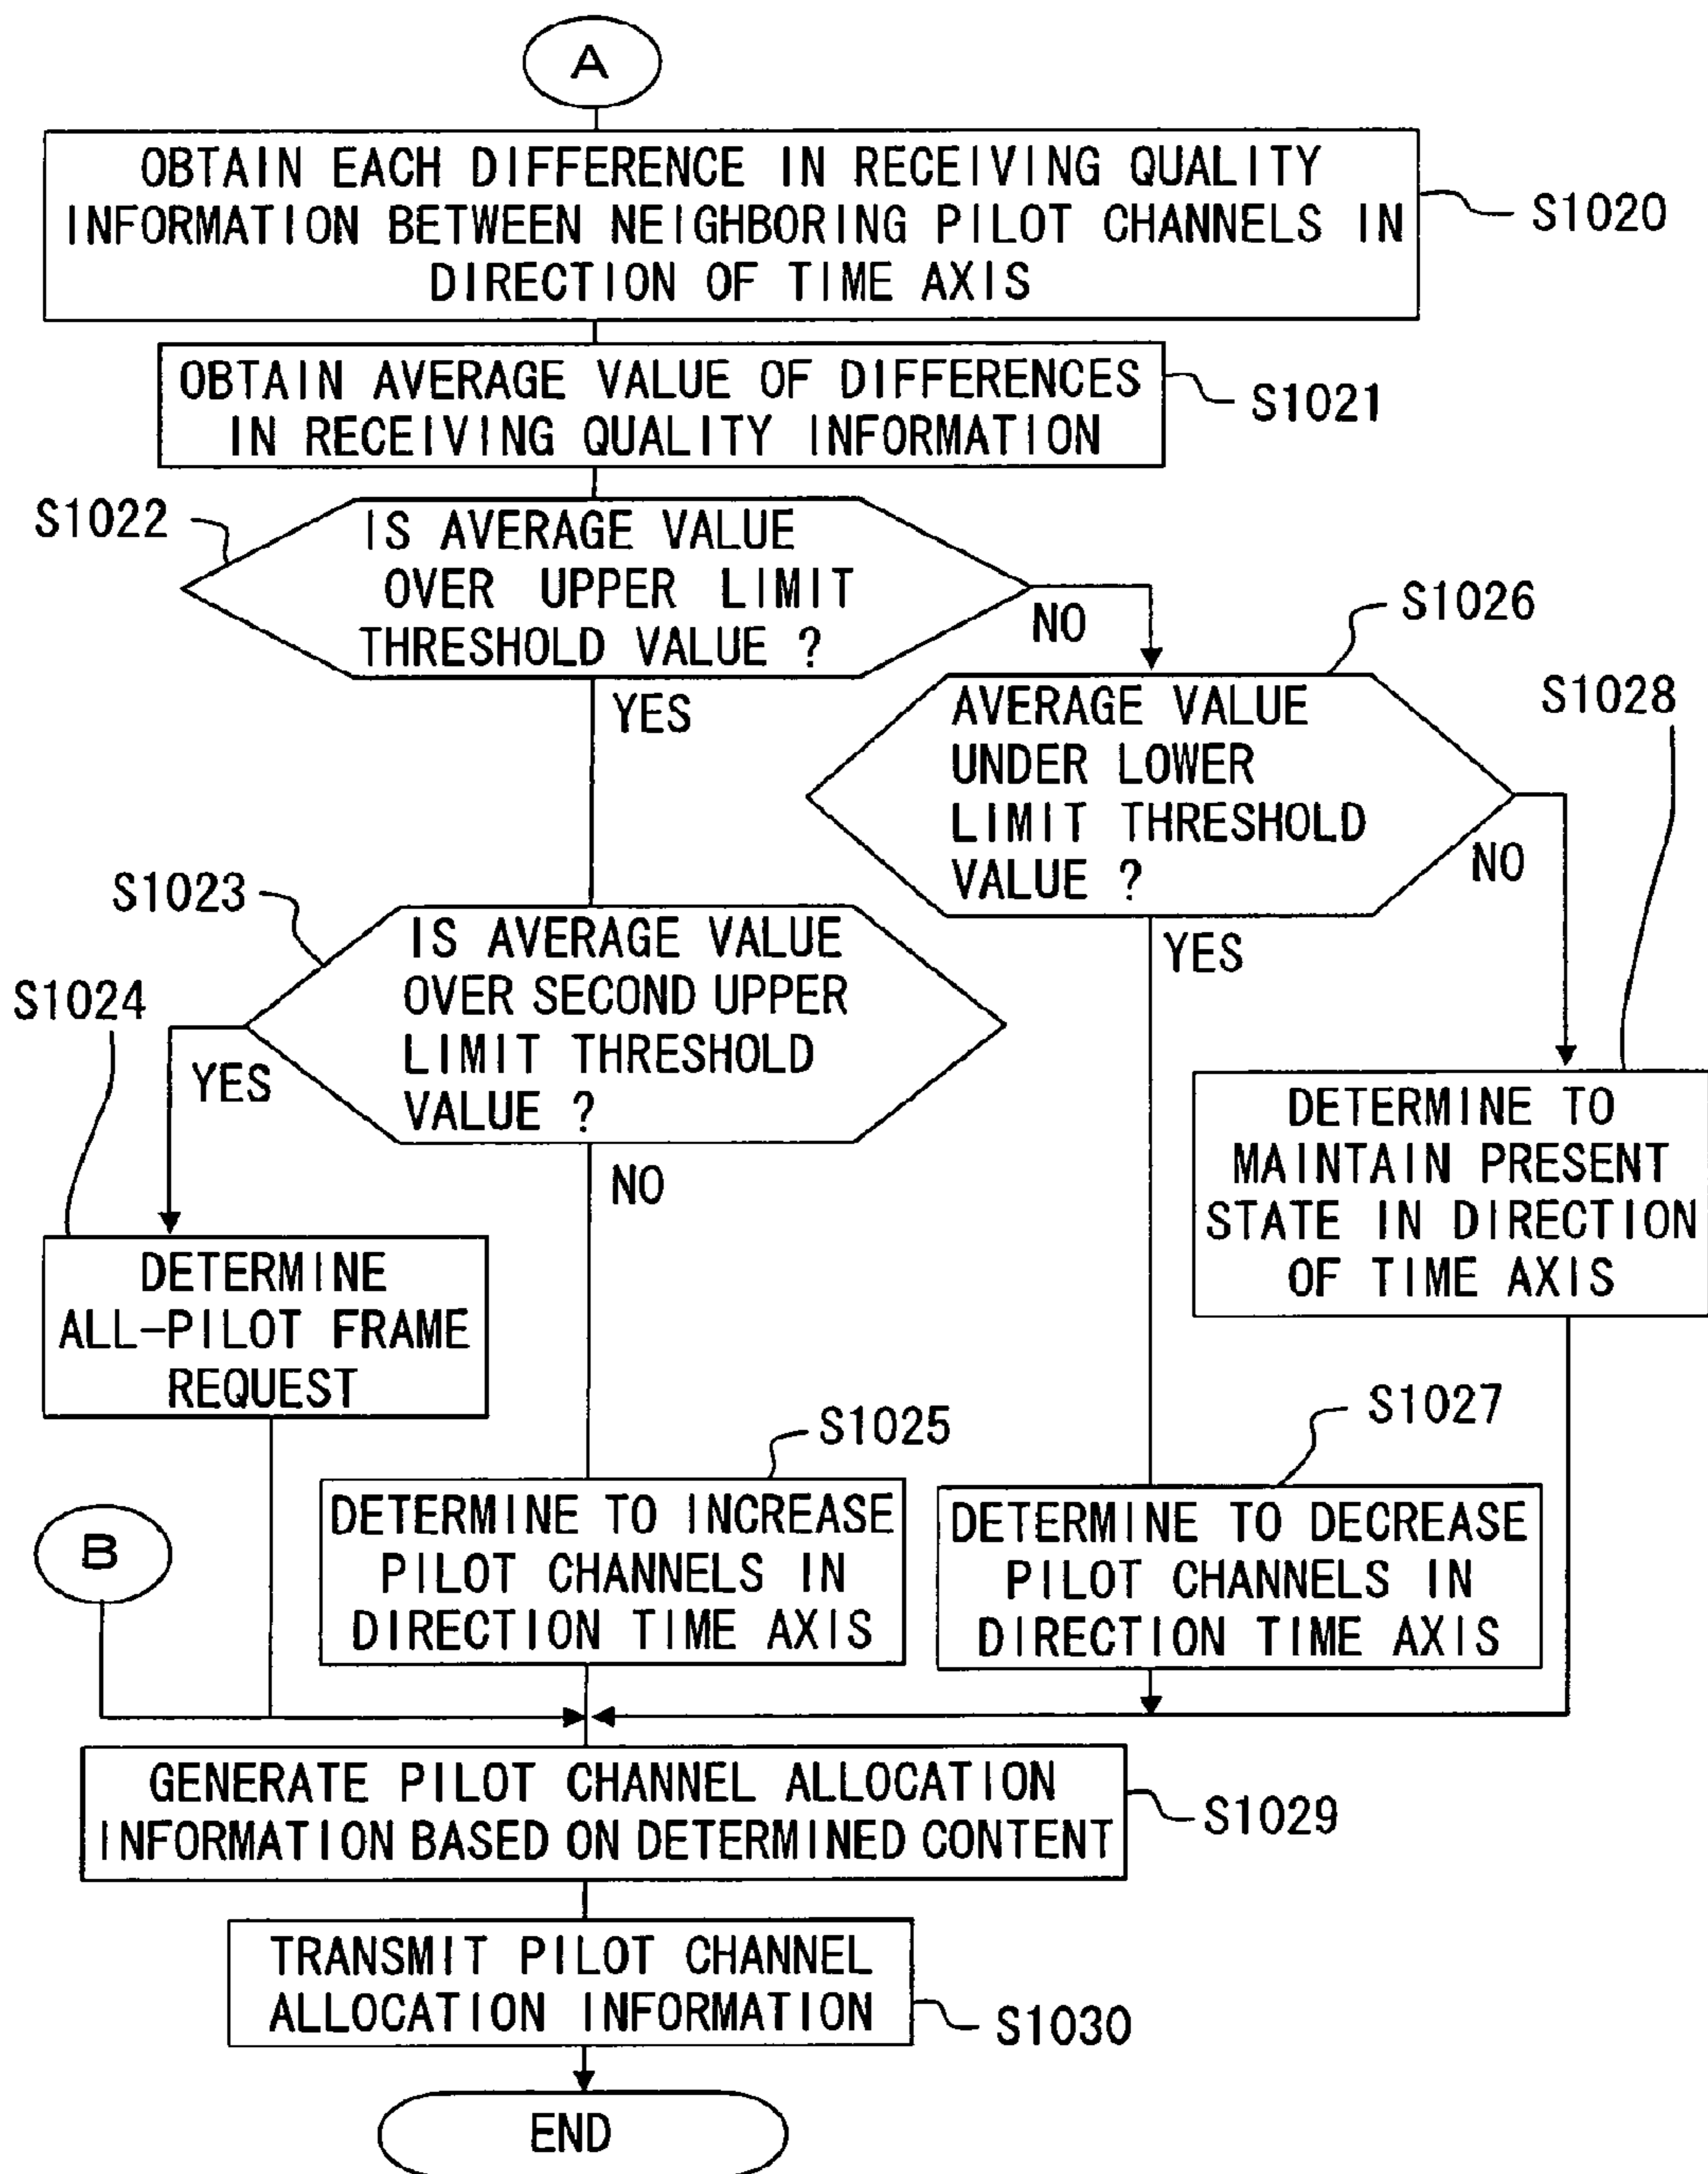 A
OBTAIN EACH DIFFERENCE IN RECEIVING QUALITY
INFORMATION BETWEEN NEIGHBORING PILOT CHANNELS IN
DIRECTION OF TIME AXIS
S1020
OBTAIN AVERAGE VALUE OF DIFFERENCES
IN RECEIVING QUALITY INFORMATION
S1021
S1022
IS AVERAGE VALUE
OVER UPPER LIMIT
THRESHOLD VALUE ?
NO
YES
S1026
AVERAGE VALUE
UNDER LOWER
LIMIT THRESHOLD
VALUE ?
NO
YES
S1028
S1023
IS AVERAGE VALUE
OVER SECOND UPPER
LIMIT THRESHOLD
VALUE ?
YES
NO
S1024
DETERMINE TO
MAINTAIN PRESENT
STATE IN DIRECTION
OF TIME AXIS
DETERMINE
ALL-PILOT FRAME
REQUEST
S1025
S1027
B
DETERMINE TO INCREASE
PILOT CHANNELS IN
DIRECTION TIME AXIS
DETERMINE TO DECREASE
PILOT CHANNELS IN
DIRECTION TIME AXIS
GENERATE PILOT CHANNEL ALLOCATION
INFORMATION BASED ON DETERMINED CONTENT
S1029
TRANSMIT PILOT CHANNEL
ALLOCATION INFORMATION
S1030
END